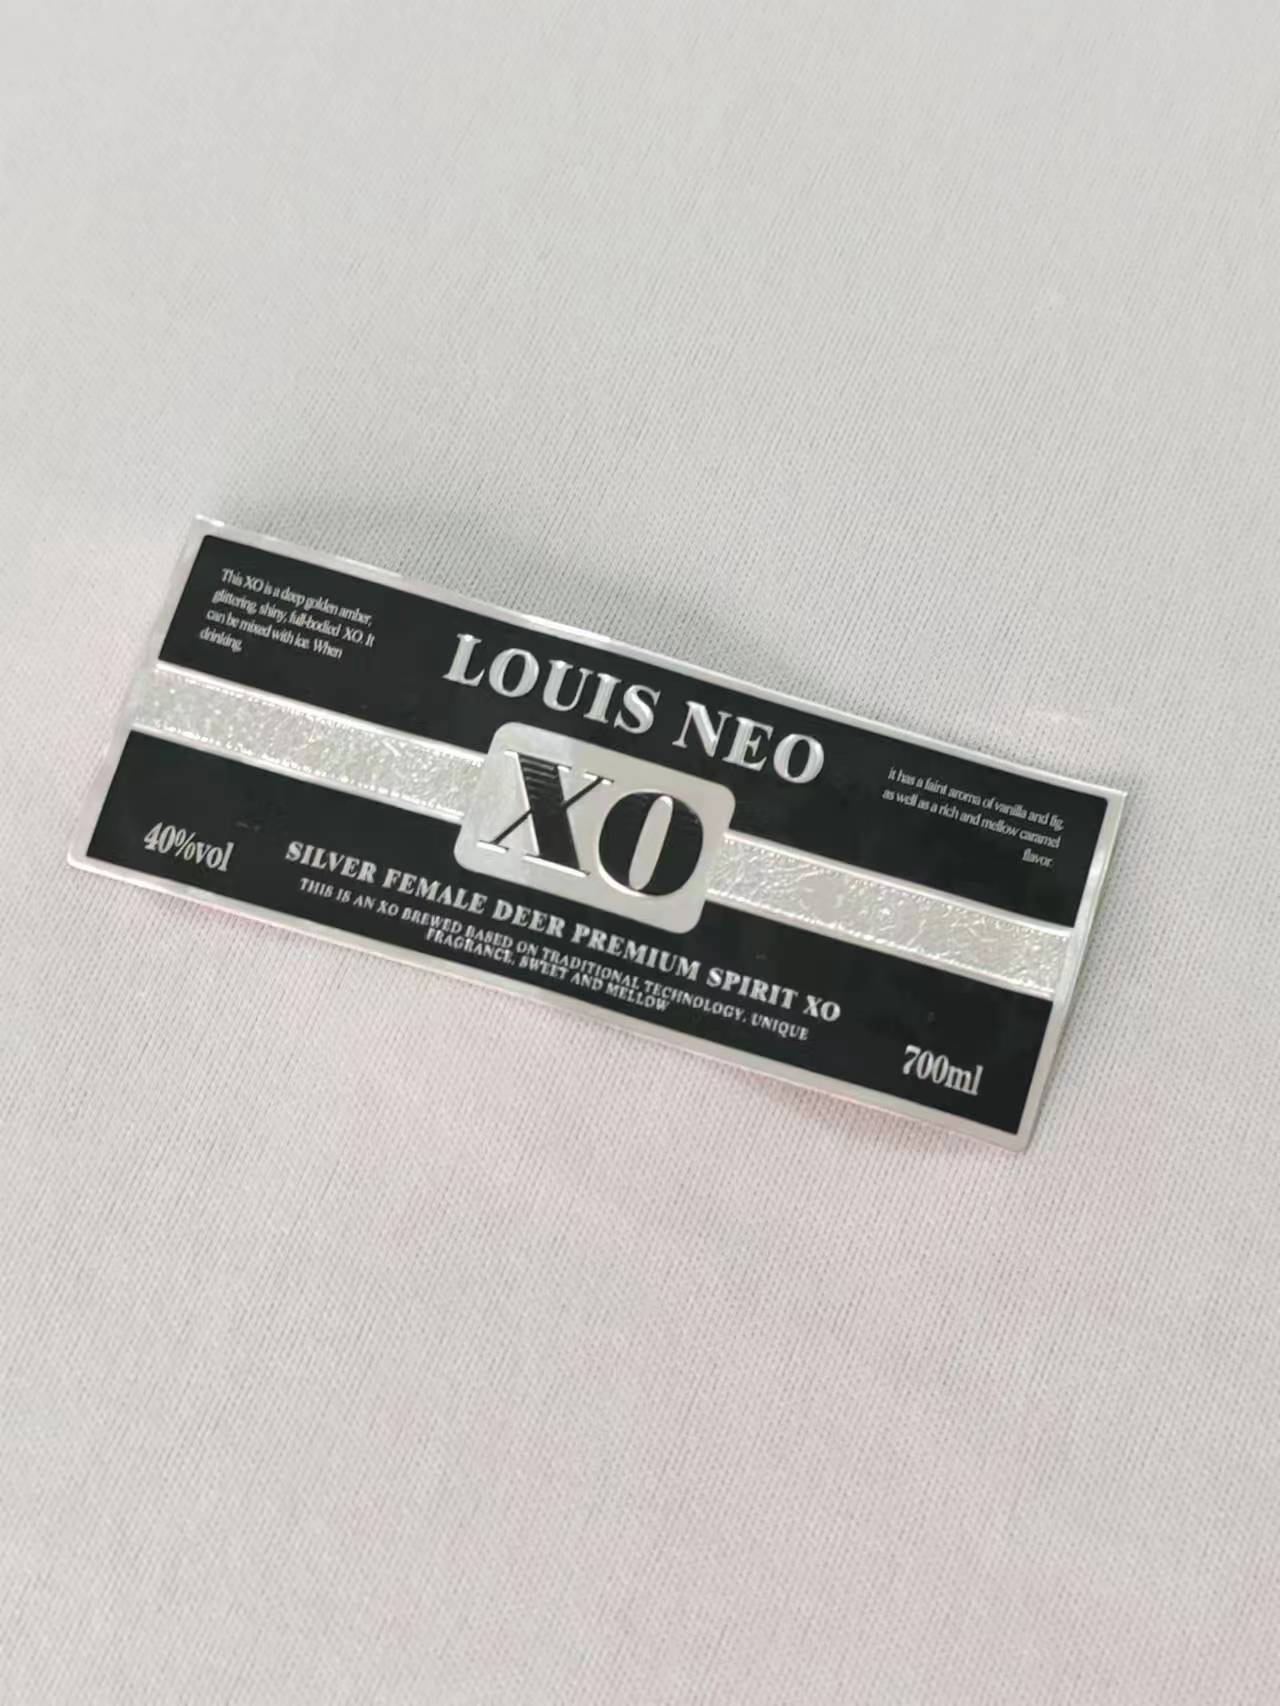 This XO is a deep golden amber,
glittering, shiny, full-bodied XO. It
can be mixed with ice. When
drinking,
LOUIS NEO
XO
it has a faint aroma of vanilla and fig,
as well as a rich and mellow caramel
flavor.
40%vol
SILVER FEMALE DEER PREMIUM SPIRIT XO
THIS IS AN XO BREWED BASED ON TRADITIONAL TECHNOLOGY, UNIQUE
FRAGRANCE, SWEET AND MELLOW
700ml